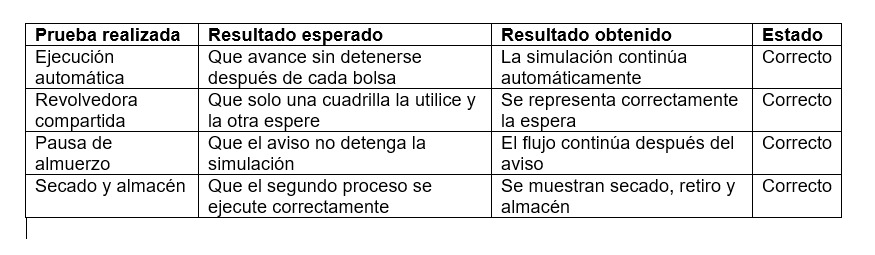 Prueba realizada Resultado esperado Resultado obtenido Estado
Ejecución automática Que avance sin detenerse después de cada bolsa La simulación continúa automáticamente Correcto
Revolvedora compartida Que solo una cuadrilla la utilice y la otra espere Se representa correctamente la espera Correcto
Pausa de almuerzo Que el aviso no detenga la simulación El flujo continúa después del aviso Correcto
Secado y almacén Que el segundo proceso se ejecute correctamente Se muestran secado, retiro y almacén Correcto